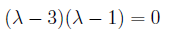 (λ − 3)(λ − 1) = 0